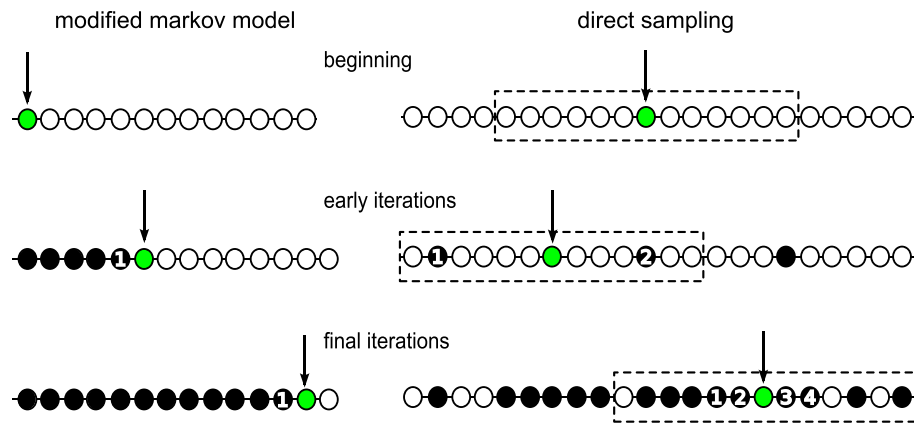 modified markov model direct sampling
beginning
early iterations
1 1 2
final iterations
1 1 2 3 4